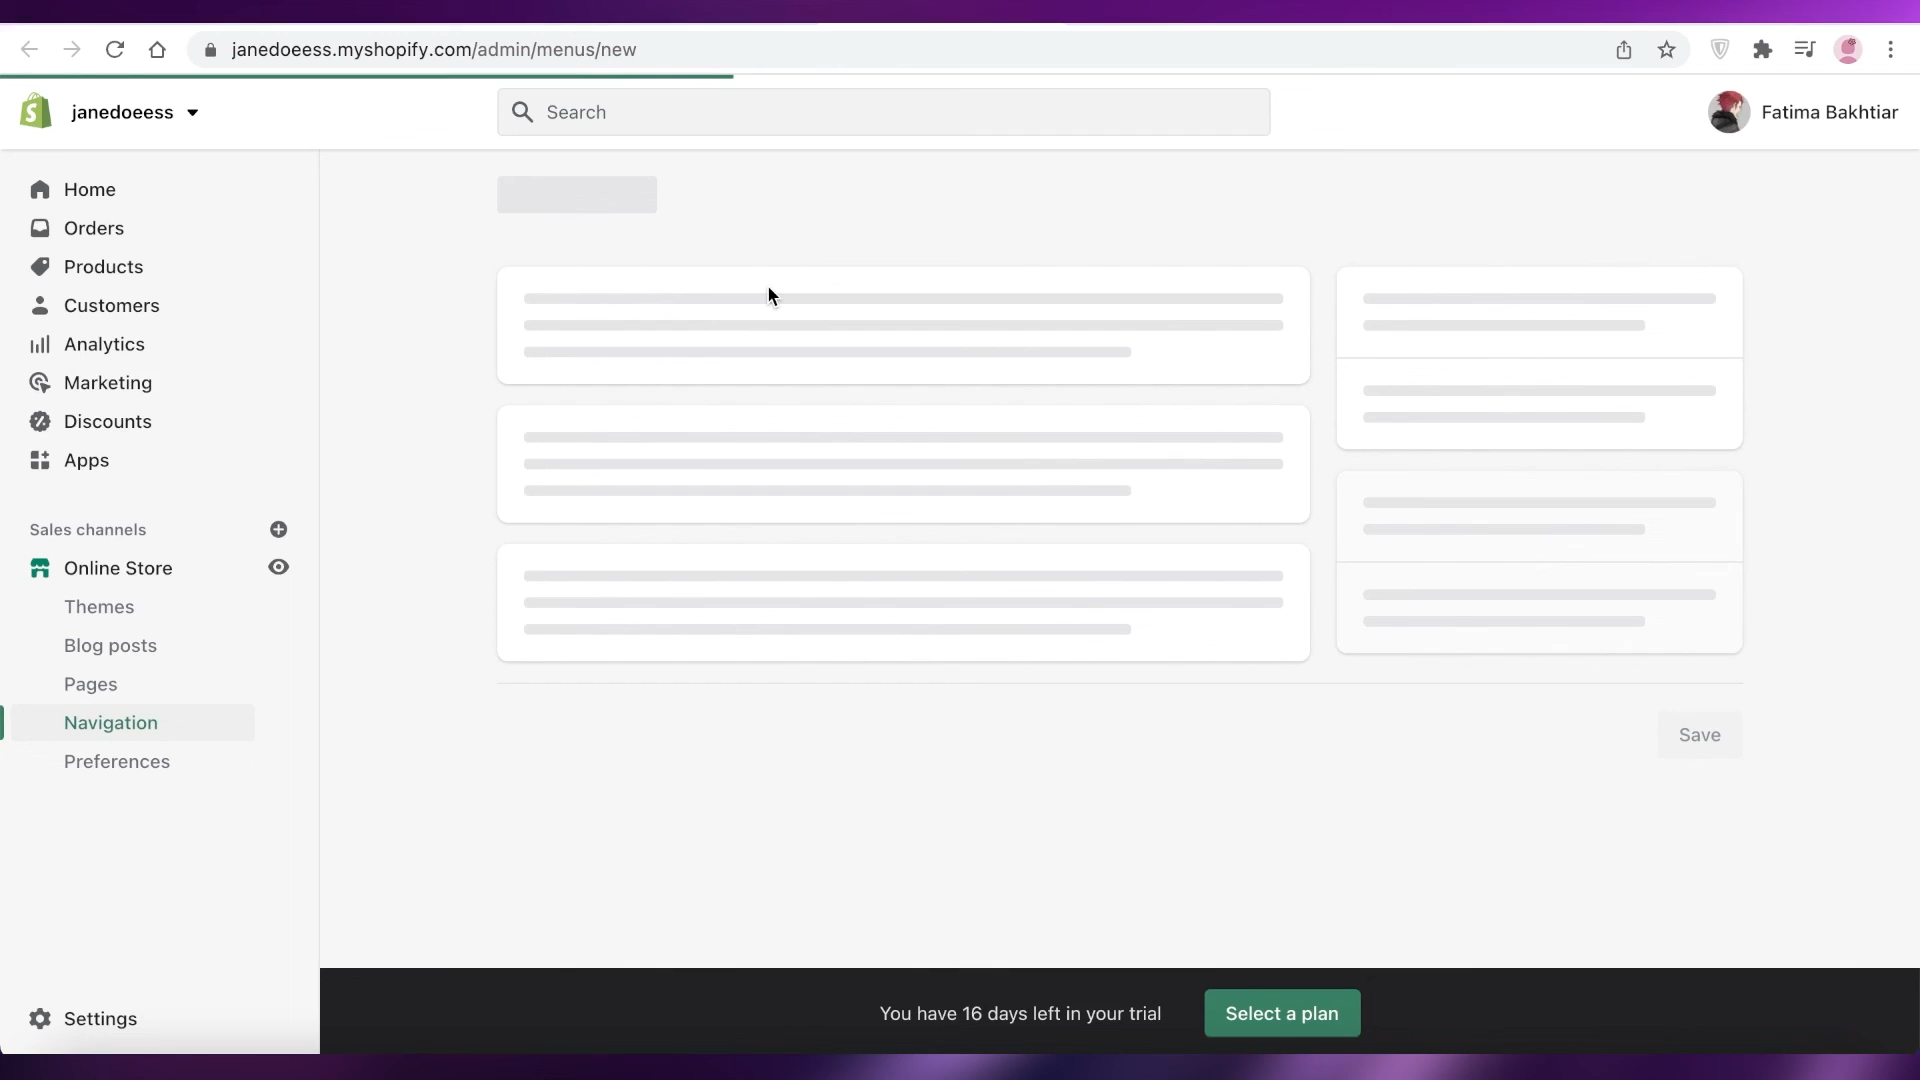 janedoeess.myshopify.com/admin/menus/new
janedoeess
Search
Fatima Bakhtiar
Home
Orders
Products
Customers
Analytics
Marketing
Discounts
Apps
Sales channels
Online Store
Themes
Blog posts
Pages
Navigation
Preferences
Save
Settings
You have 16 days left in your trial
Select a plan